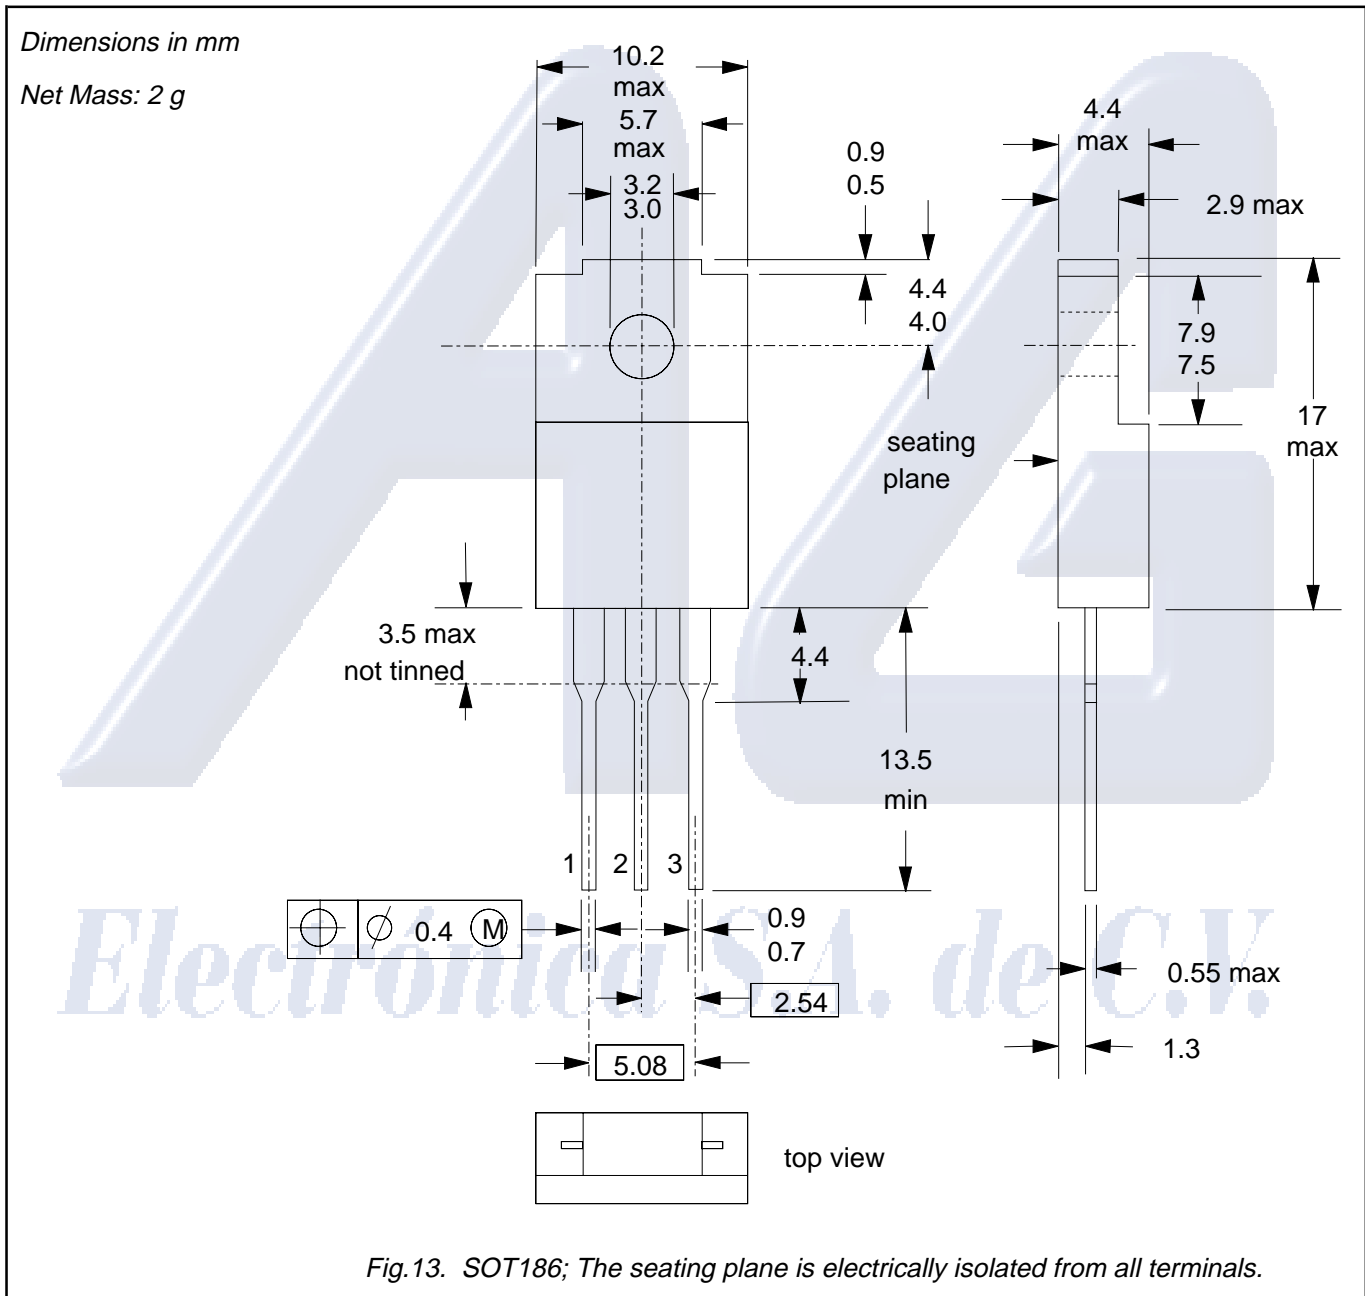 Dimensions in mm
Net Mass: 2 g
10.2
max
5.7
max
3.2
3.0
0.9
0.5
4.4
4.0
seating
plane
4.4
max
2.9 max
7.9
7.5
17
max
3.5 max
not tinned
4.4
13.5
min
1 2 3
0.4 M
0.9
0.7
2.54
5.08
0.55 max
1.3
top view
AG
Electrónica S.A. de C.V.
Fig.13. SOT186; The seating plane is electrically isolated from all terminals.